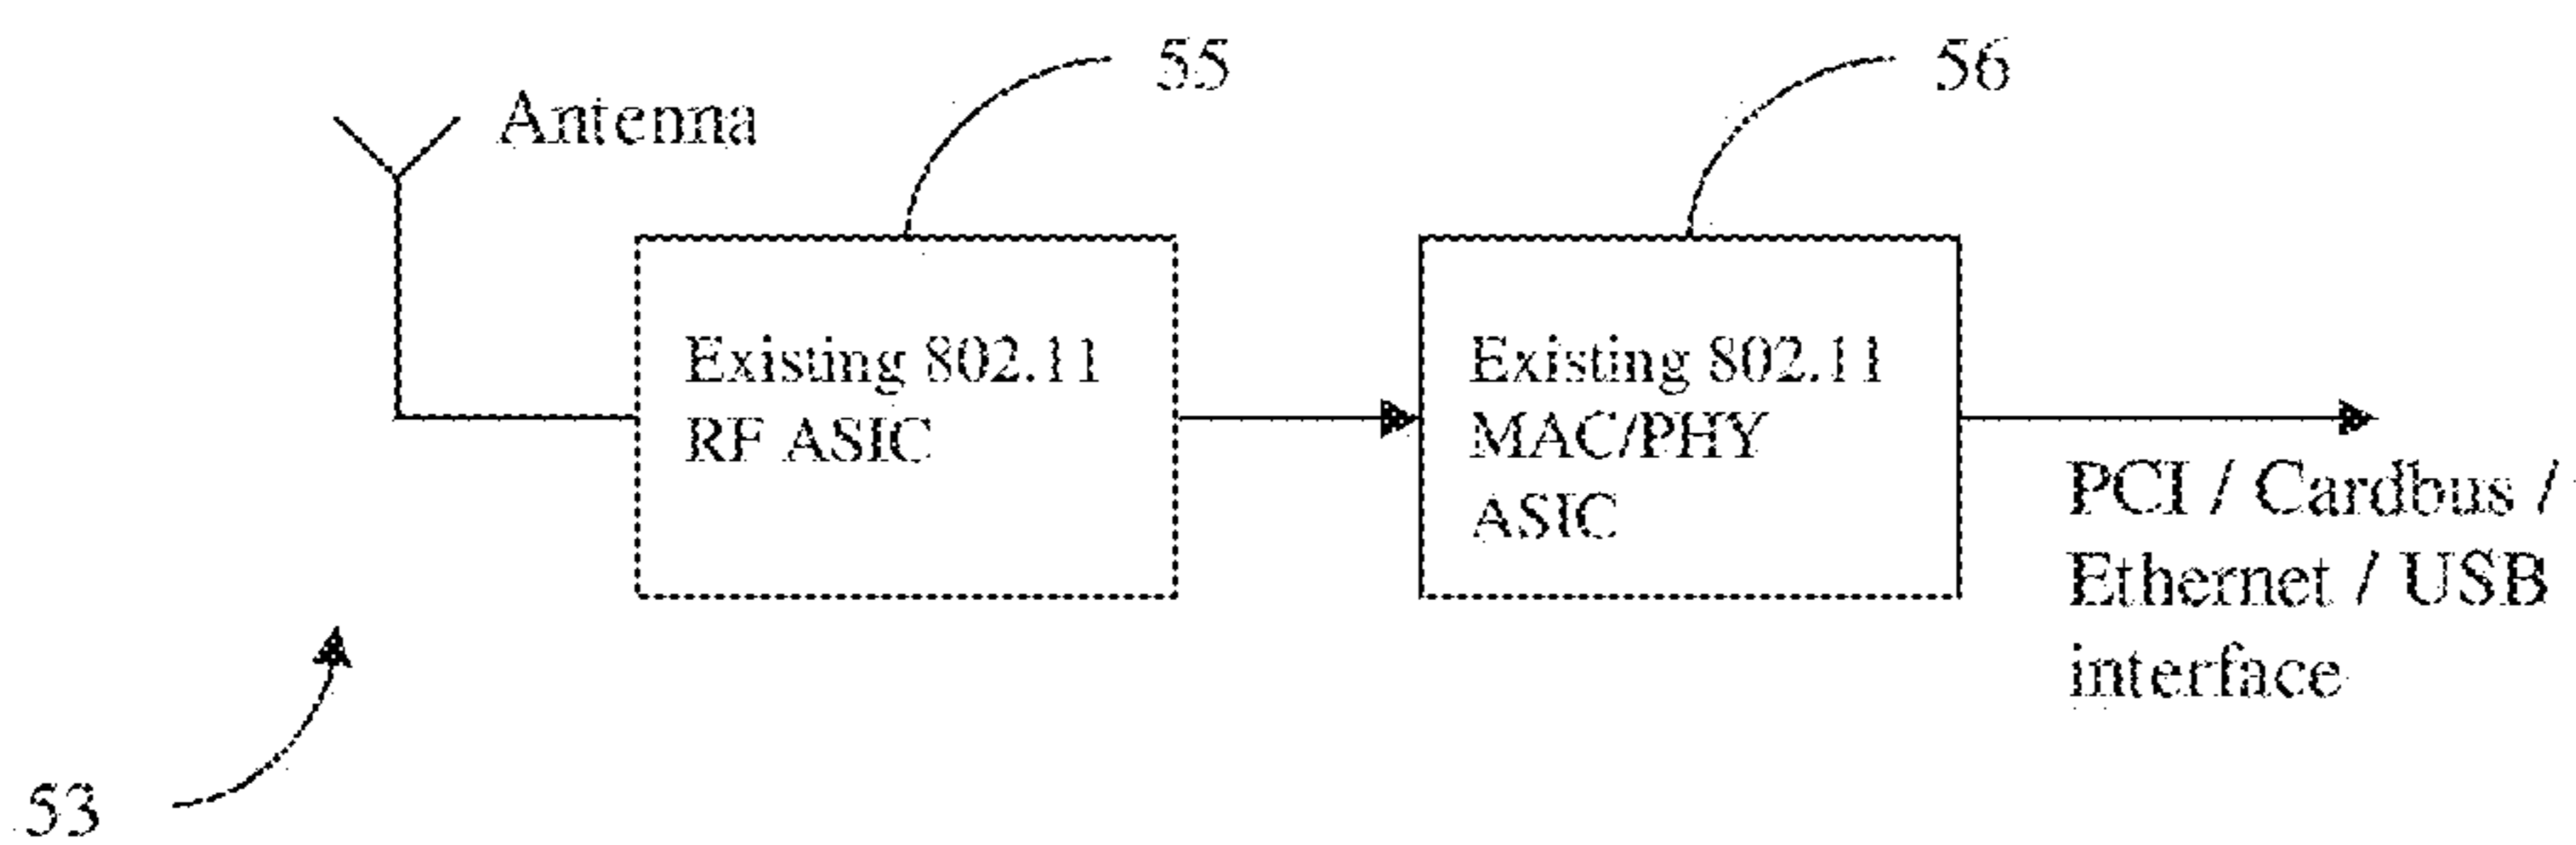 55
56
Antenna
Existing 802.11
RF ASIC
Existing 802.11
MAC/PHY
ASIC
PCI / Cardbus /
Ethernet / USB
interface
53